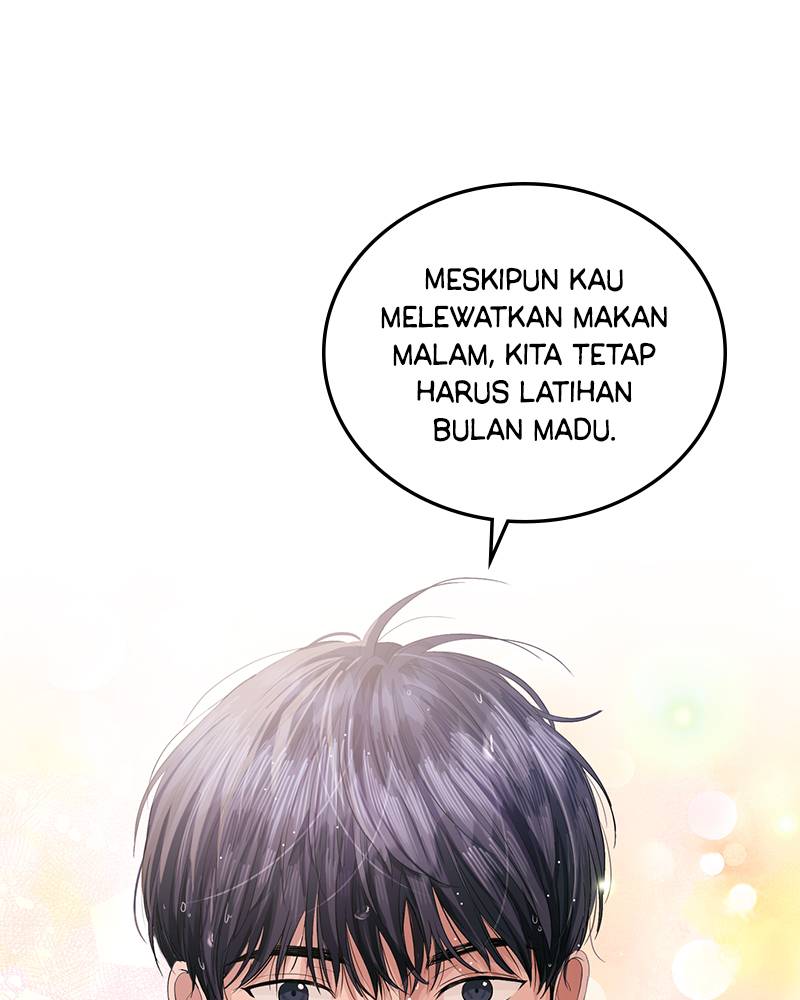 MESKIPUN KAU
MELEWATKAN MAKAN
MALAM, KITA TETAP
HARUS LATIHAN
BULAN MADU.